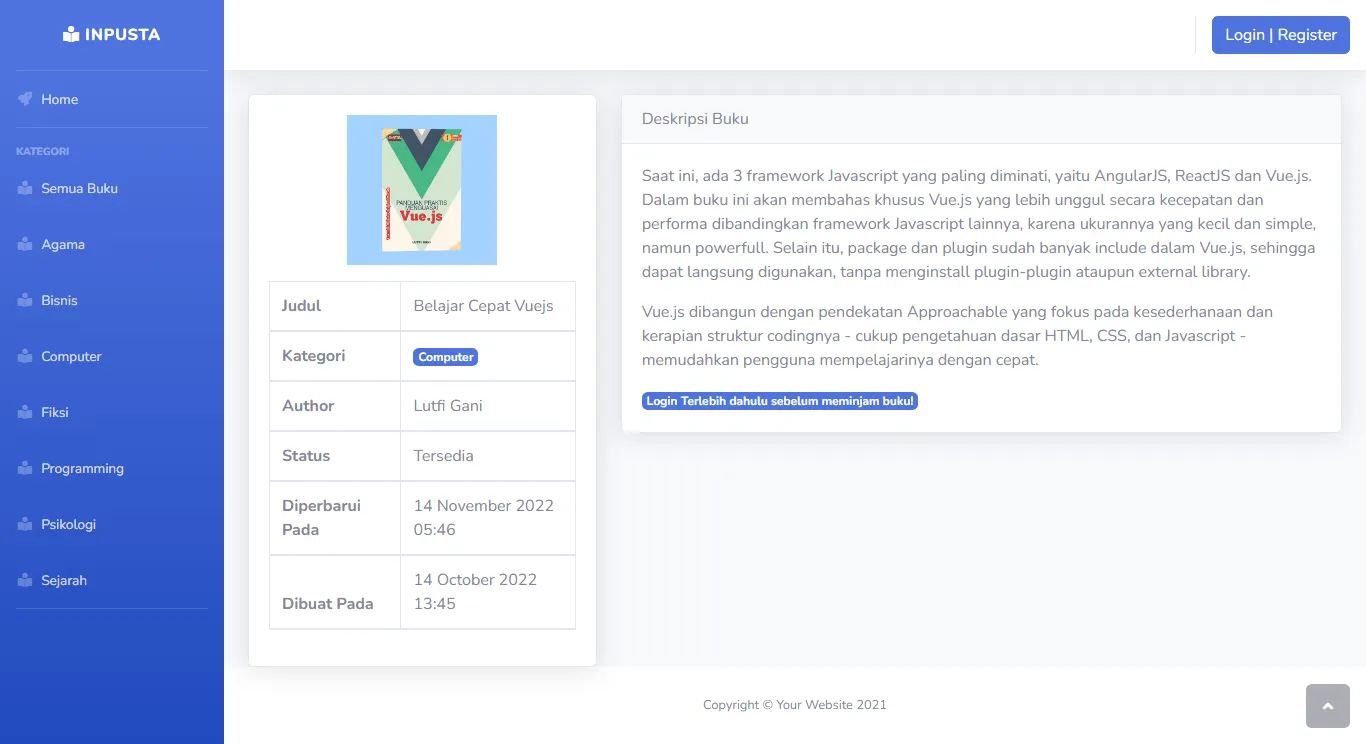 INPUSTA
Login | Register
Home
KATEGORI
Semua Buku
Agama
Bisnis
Computer
Fiksi
Programming
Psikologi
Sejarah
PANDUAN PRAKTIS
MENGUASAI
Vue.js
Judul Belajar Cepat Vuejs
Kategori Computer
Author Lutfi Gani
Status Tersedia
Diperbarui 14 November 2022
Pada 05:46
14 October 2022
Dibuat Pada 13:45
Deskripsi Buku
Saat ini, ada 3 framework Javascript yang paling diminati, yaitu AngularJS, ReactJS dan Vue.js.
Dalam buku ini akan membahas khusus Vue.js yang lebih unggul secara kecepatan dan
performa dibandingkan framework Javascript lainnya, karena ukurannya yang kecil dan simple,
namun powerfull. Selain itu, package dan plugin sudah banyak include dalam Vue.js, sehingga
dapat langsung digunakan, tanpa menginstall plugin-plugin ataupun external library.
Vue.js dibangun dengan pendekatan Approachable yang fokus pada kesederhanaan dan
kerapian struktur codingnya - cukup pengetahuan dasar HTML, CSS, dan Javascript -
memudahkan pengguna mempelajarinya dengan cepat.
Login Terlebih dahulu sebelum meminjam buku!
Copyright © Your Website 2021